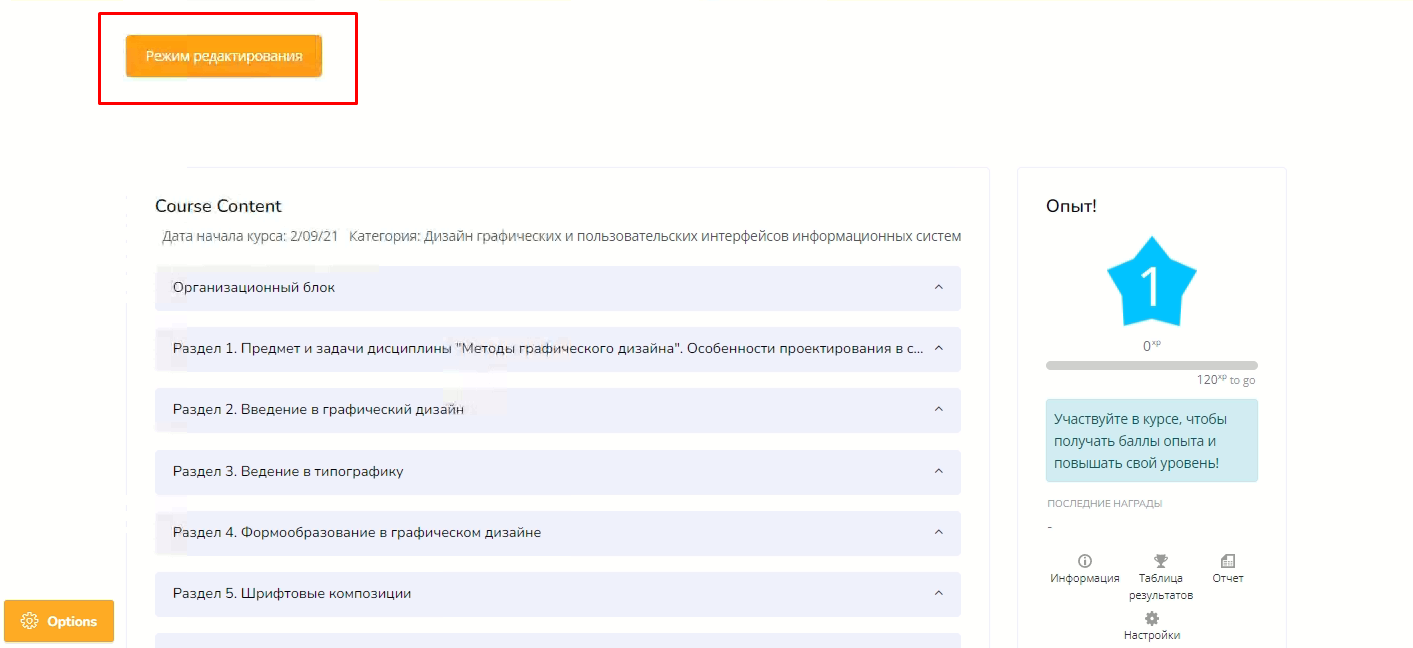 Режим редактирования
Course Content
Дата начала курса: 2/09/21 Категория: Дизайн графических и пользовательских интерфейсов информационных систем
Организационный блок
Раздел 1. Предмет и задачи дисциплины "Методы графического дизайна". Особенности проектирования в с...
Раздел 2. Введение в графический дизайн
Раздел 3. Ведение в типографику
Раздел 4. Формообразование в графическом дизайне
Раздел 5. Шрифтовые композиции
Options
Опыт!
1
0xp
120xp to go
Участвуйте в курсе, чтобы
получать баллы опыта и
повышать свой уровень!
ПОСЛЕДНИЕ НАГРАДЫ
-
Информация
Таблица
результатов
Отчет
Настройки